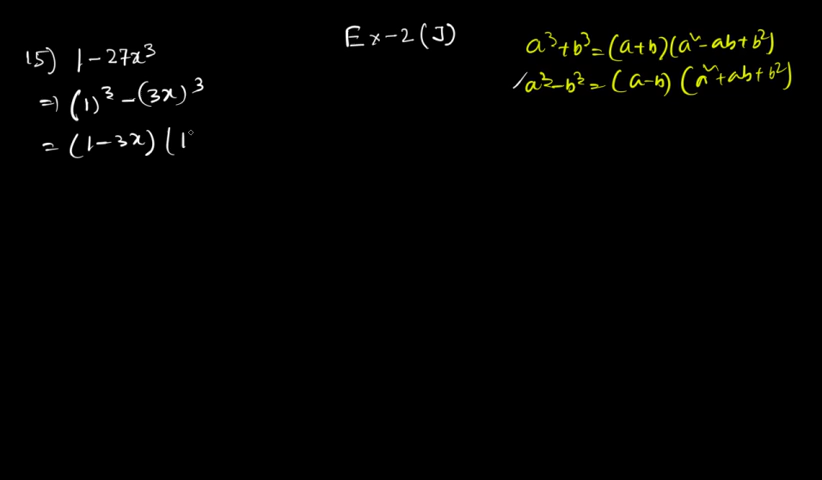 Ex-2(J)
15) 1-27x³
=) (1)³ -(3x)³
= (1-3x) (1
a³+b³=(a+b)(a²-ab+b²)
a³-b³=(a-b) (a²+ab+b²)